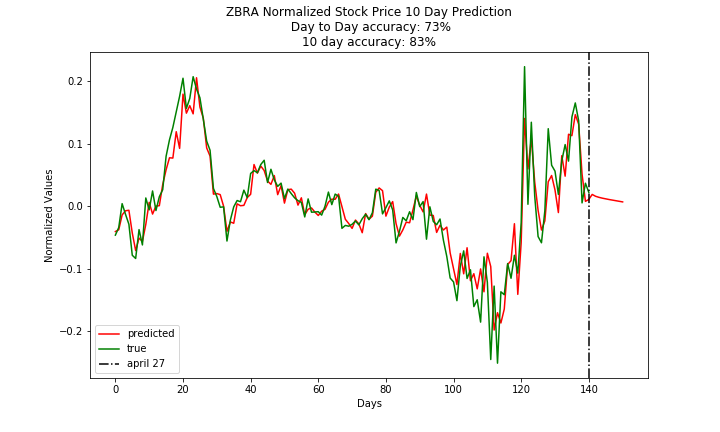 ZBRA Normalized Stock Price 10 Day Prediction
Day to Day accuracy: 73%
10 day accuracy: 83%
Normalized Values
0.2
0.1
0.0
−0.1
−0.2
predicted
true
april 27
0 20 40 60 80 100 120 140
Days